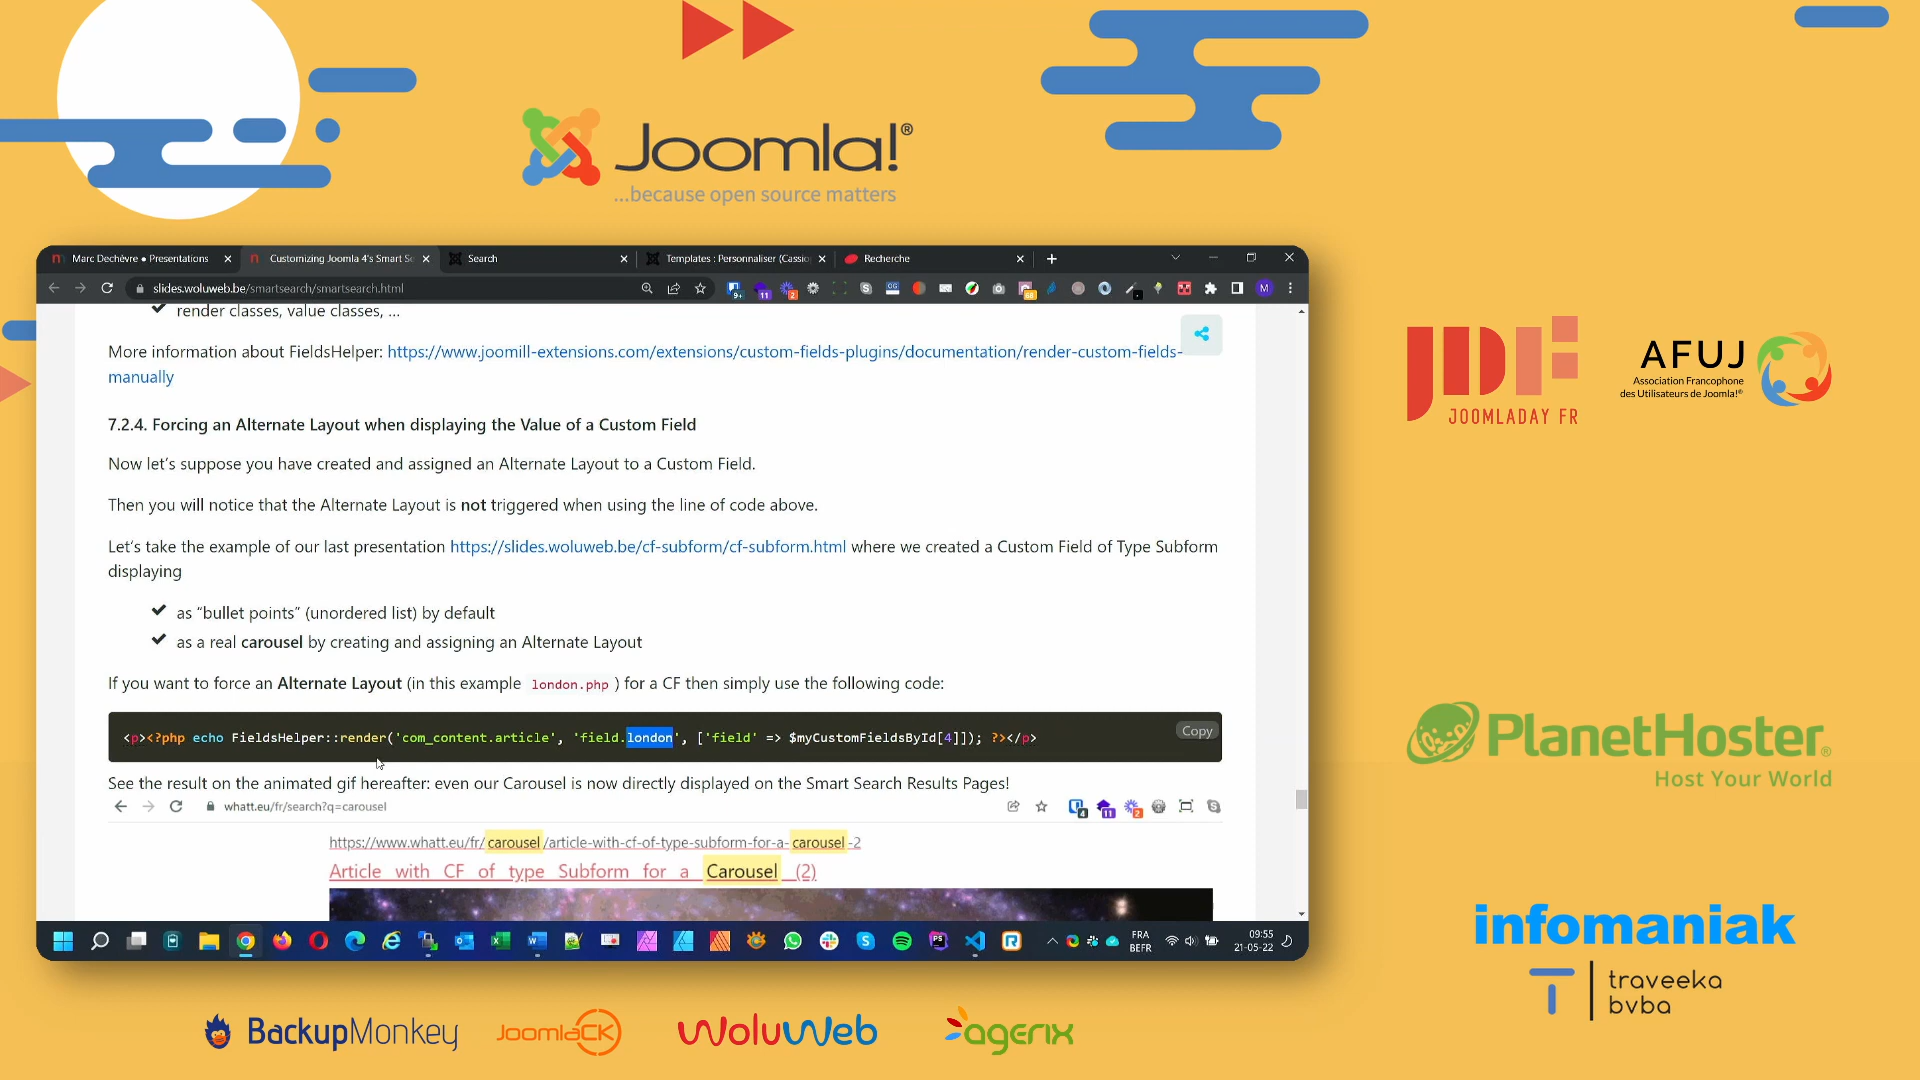 Joomla!®
...because open source matters
Marc Dechèvre • Presentations
Customizing Joomla 4's Smart Se
Search
Templates : Personnaliser (Cassio
Recherche
slides.woluweb.be/smartsearch/smartsearch.html
render classes, value classes, ...
More information about FieldsHelper: https://www.joomill-extensions.com/extensions/custom-fields-plugins/documentation/render-custom-fields-
manually
7.2.4. Forcing an Alternate Layout when displaying the Value of a Custom Field
Now let's suppose you have created and assigned an Alternate Layout to a Custom Field.
Then you will notice that the Alternate Layout is not triggered when using the line of code above.
Let's take the example of our last presentation https://slides.woluweb.be/cf-subform/cf-subform.html where we created a Custom Field of Type Subform
displaying
as “bullet points” (unordered list) by default
as a real carousel by creating and assigning an Alternate Layout
If you want to force an Alternate Layout (in this example london.php ) for a CF then simply use the following code:
<p><?php echo FieldsHelper::render('com_content.article', 'field.london', ['field' => $myCustomFieldsById[4]]); ?></p>
Copy
See the result on the animated gif hereafter: even our Carousel is now directly displayed on the Smart Search Results Pages!
whatt.eu/fr/search?q=carousel
https://www.whatt.eu/fr/carousel/article-with-cf-of-type-subform-for-a-carousel-2
Article with CF of type Subform for a Carousel (2)
FRA
BEFR
09:55
21-05-22
JDF
JOOMLADAY FR
AFUJ
Association Francophone
des Utilisateurs de Joomla!®
PlanetHoster®
Host Your World
infomaniak
traveeka
bvba
BackupMonkey
JoomlaCK
WoluWeb
agerix